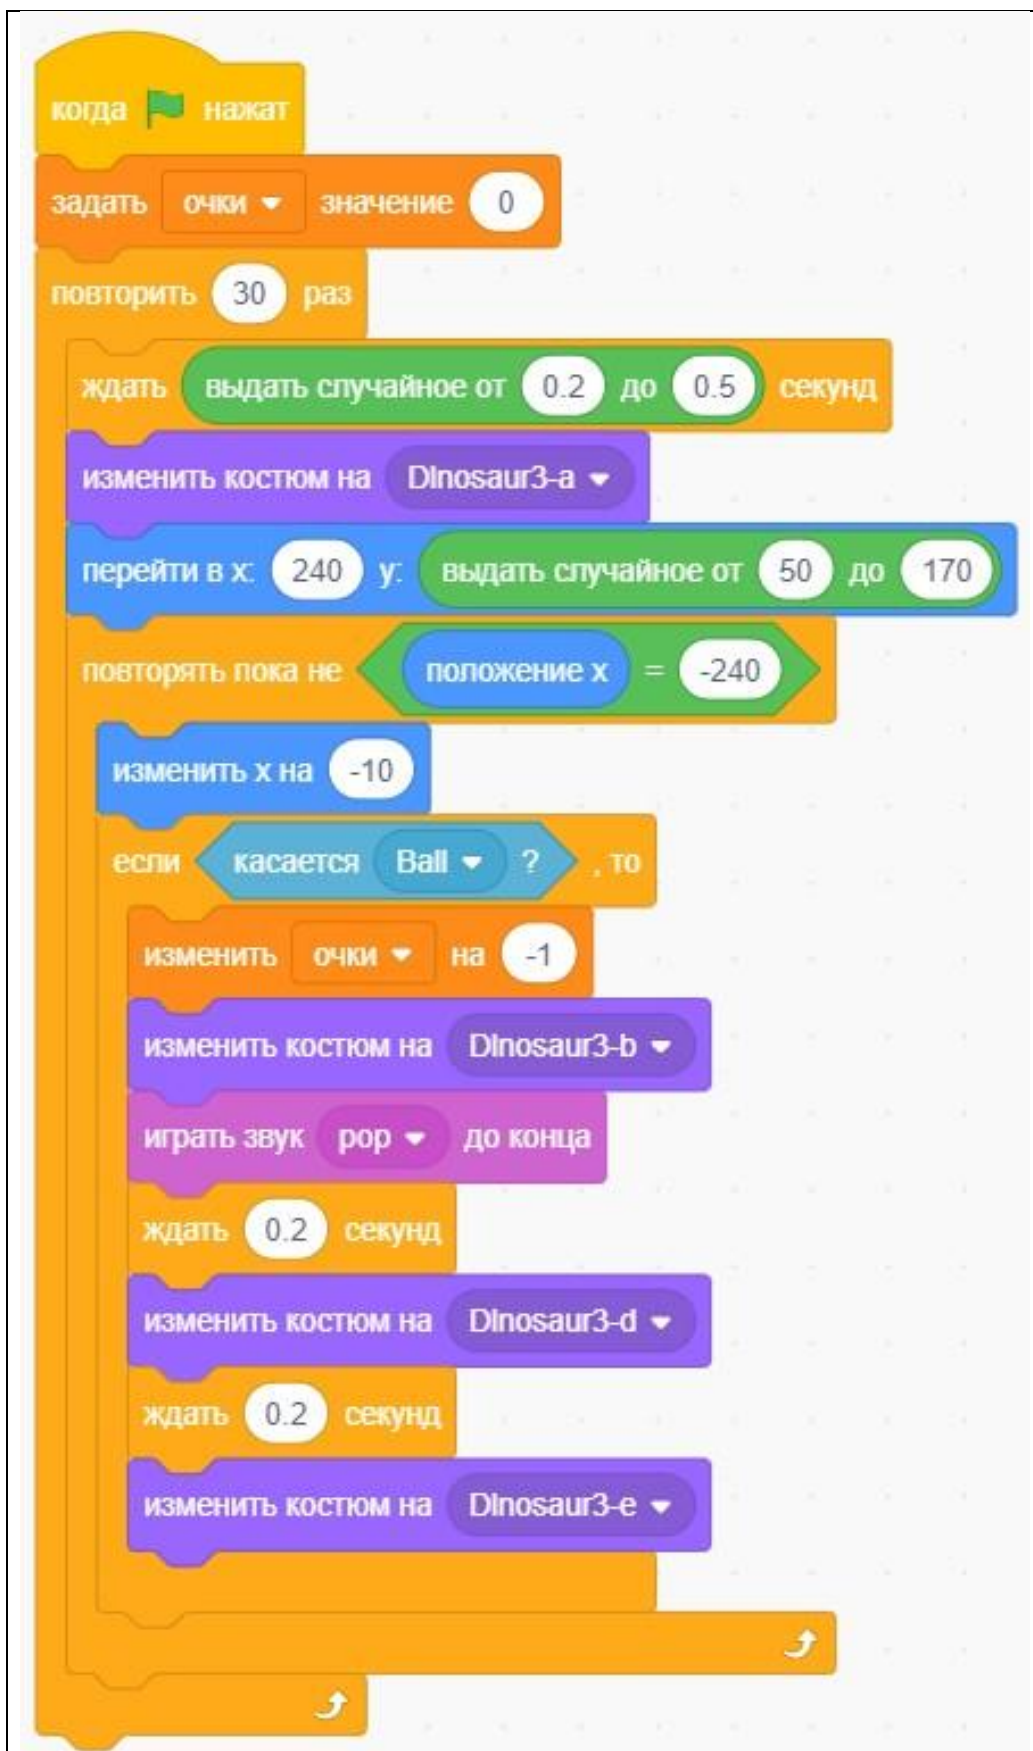 когда нажат
задать очки значение 0
повторить 30 раз
ждать выдать случайное от 0.2 до 0.5 секунд
изменить костюм на DInosaur3-a
перейти в x: 240 y: выдать случайное от 50 до 170
повторять пока не положение x = -240
изменить x на -10
если касается Ball ? , то
изменить очки на -1
изменить костюм на DInosaur3-b
играть звук pop до конца
ждать 0.2 секунд
изменить костюм на DInosaur3-d
ждать 0.2 секунд
изменить костюм на DInosaur3-e